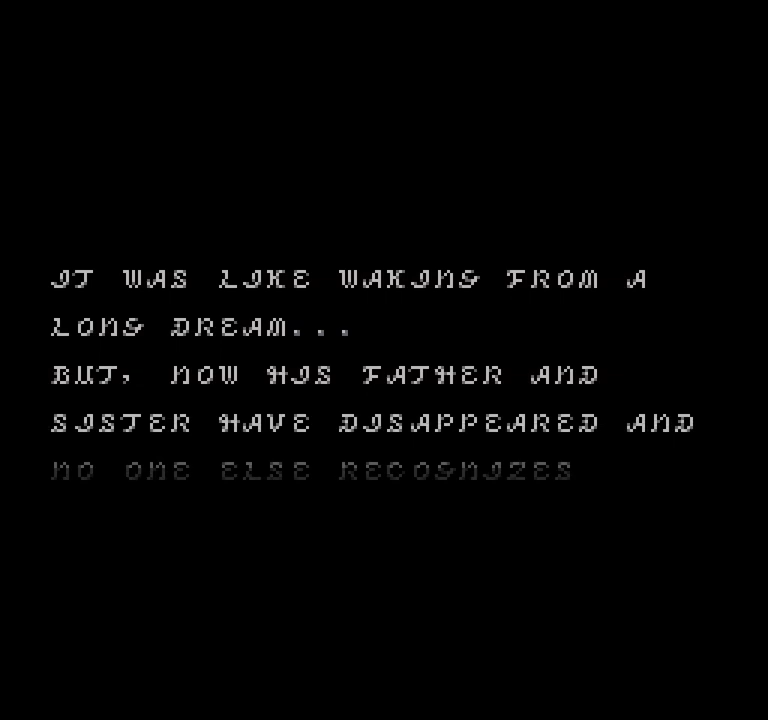 IT WAS LIKE WAKING FROM A
LONG DREAM...
BUT, NOW HIS FATHER AND
SISTER HAVE DISAPPEARED AND
NO ONE ELSE RECOGNIZES